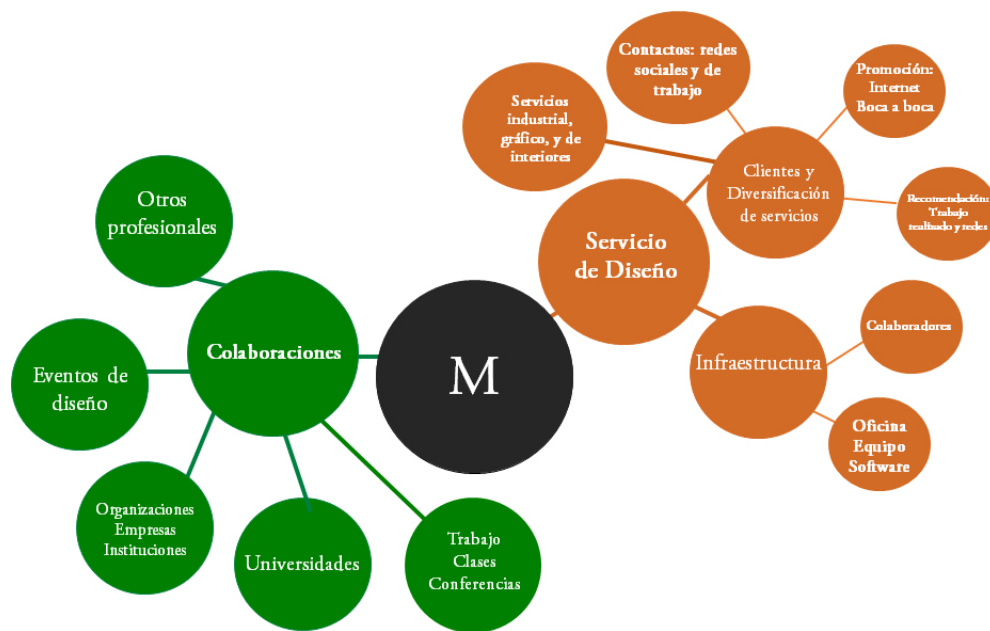 Contactos: redes
sociales y de
trabajo
Promoción:
Internet
Boca a boca
Servicios
industrial,
gráfico, y de
interiores
Clientes y
Diversificación
de servicios
Recomendación:
Trabajo
realizado y redes
Otros
profesionales
Servicio
de Diseño
Colaboraciones
M
Colaboradores
Infraestructura
Eventos de
diseño
Oficina
Equipo
Software
Organizaciones
Empresas
Instituciones
Universidades
Trabajo
Clases
Conferencias